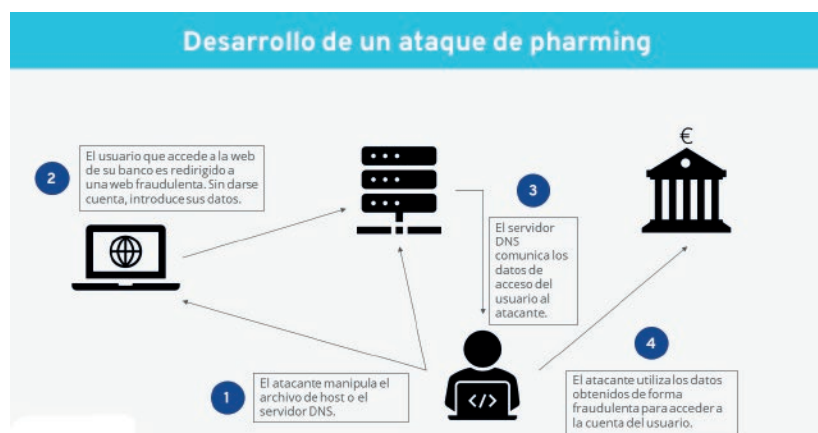 Desarrollo de un ataque de pharming
€
2
El usuario que accede a la web
de su banco es redirigido a
una web fraudulenta. Sin darse
cuenta, introduce sus datos.
3
El servidor
DNS
comunica los
datos de
acceso del
usuario al
atacante.
1
El atacante manipula el
archivo de host o el
servidor DNS.
</>
4
El atacante utiliza los datos
obtenidos de forma
fraudulenta para acceder a
la cuenta del usuario.